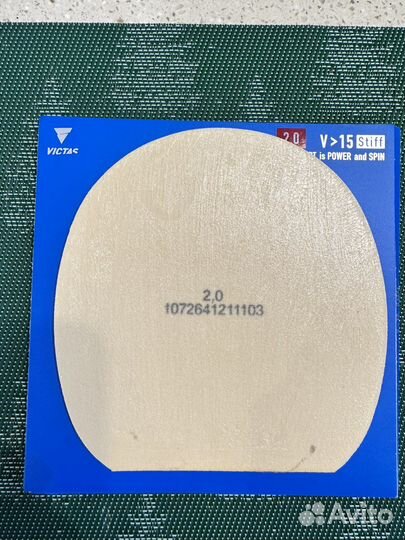 VICTAS
2.0
V>15 Stiff
is POWER and SPIN
2,0
1072641211103
Avito